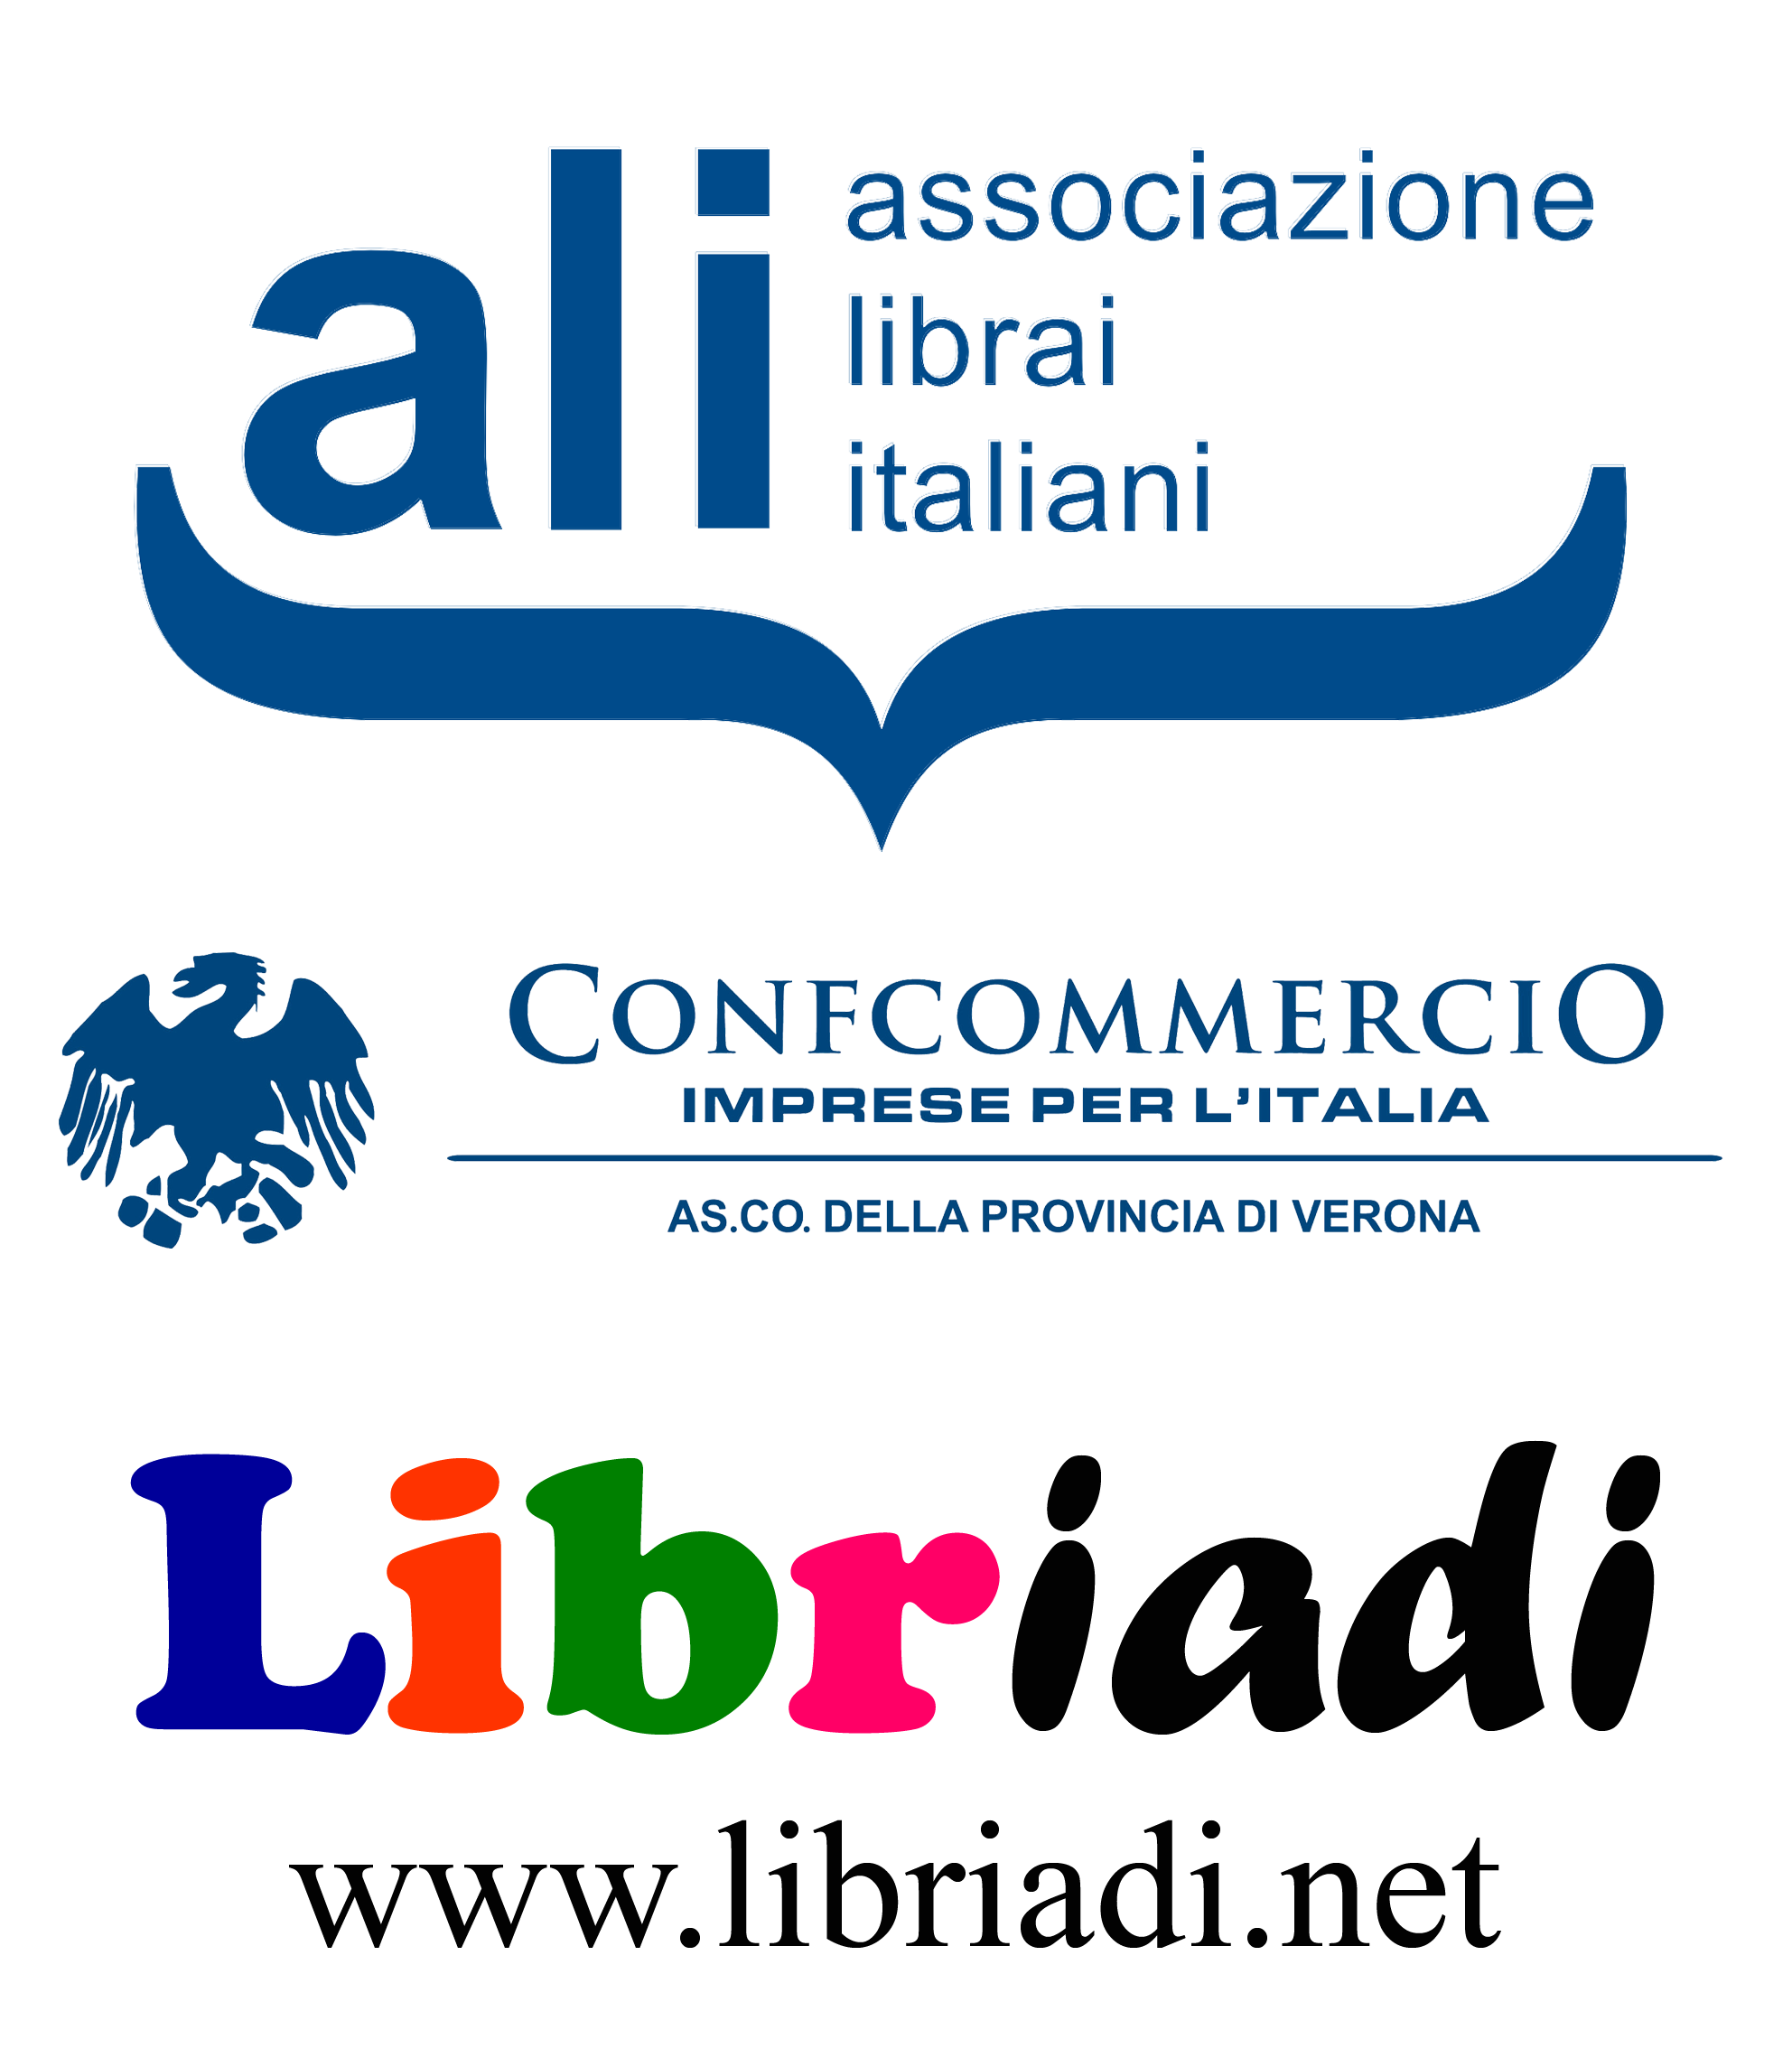 ali
associazione
librai
italiani
CONFCOMMERCIO
IMPRESE PER L'ITALIA
AS.CO. DELLA PROVINCIA DI VERONA
Libriadi
www.libriadi.net